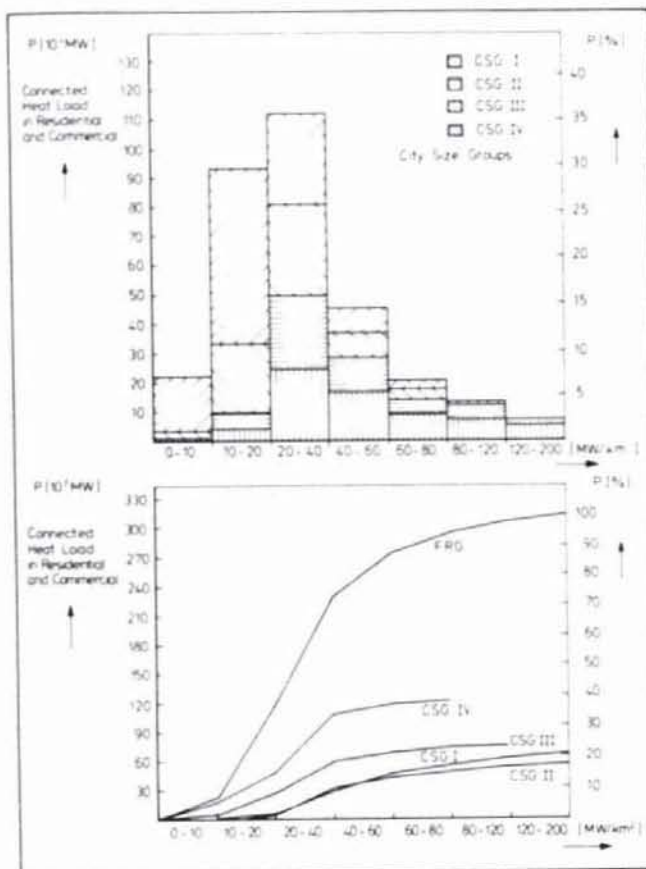 P [10³ MW]
P [%]
Connected
Heat Load
in Residential
and Commercial
130
120
110
100
90
80
70
60
50
40
30
20
10
40
35
30
25
20
15
10
5
CSG I
CSG II
CSG III
CSG IV
City Size Groups
0-10 10-20 20-40 40-60 60-80 80-120 120-200 [MW/km²]
P [10³ MW]
P [%]
Connected
Heat Load
in Residential
and Commercial
330
300
270
240
210
180
150
120
90
60
30
100
90
80
70
60
50
40
30
20
10
FRG
CSG IV
CSG III
CSG I
CSG II
0-10 10-20 20-40 40-60 60-80 80-120 120-200 [MW/km²]